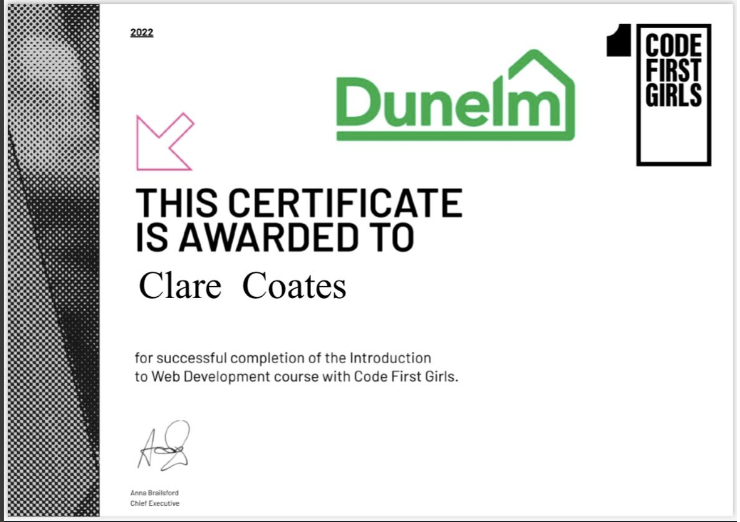 2022
Dunelm
1 CODE
FIRST
GIRLS
THIS CERTIFICATE
IS AWARDED TO
Clare Coates
for successful completion of the Introduction
to Web Development course with Code First Girls.
Anna Brailsford
Chief Executive